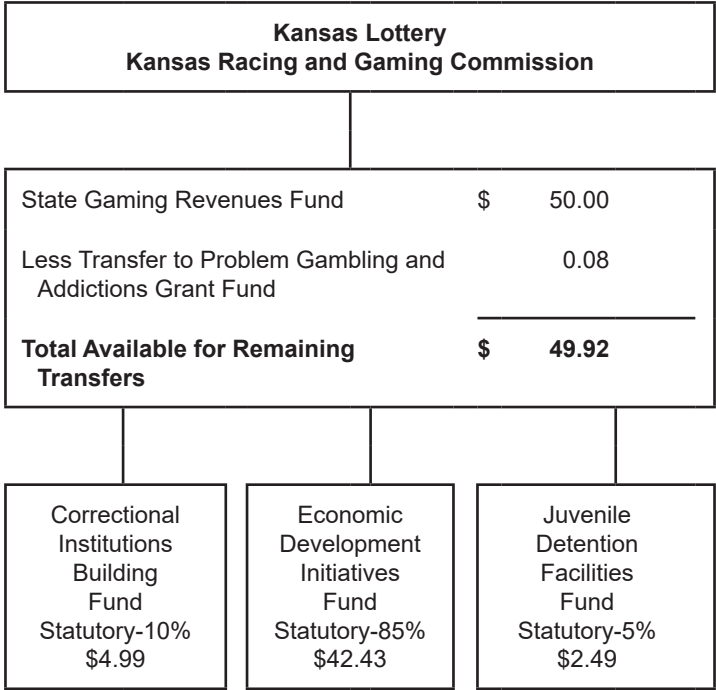 Kansas Lottery
Kansas Racing and Gaming Commission
State Gaming Revenues Fund $ 50.00
Less Transfer to Problem Gambling and 0.08
Addictions Grant Fund
Total Available for Remaining $ 49.92
Transfers
Correctional
Institutions
Building
Fund
Statutory-10%
$4.99
Economic
Development
Initiatives
Fund
Statutory-85%
$42.43
Juvenile
Detention
Facilities
Fund
Statutory-5%
$2.49